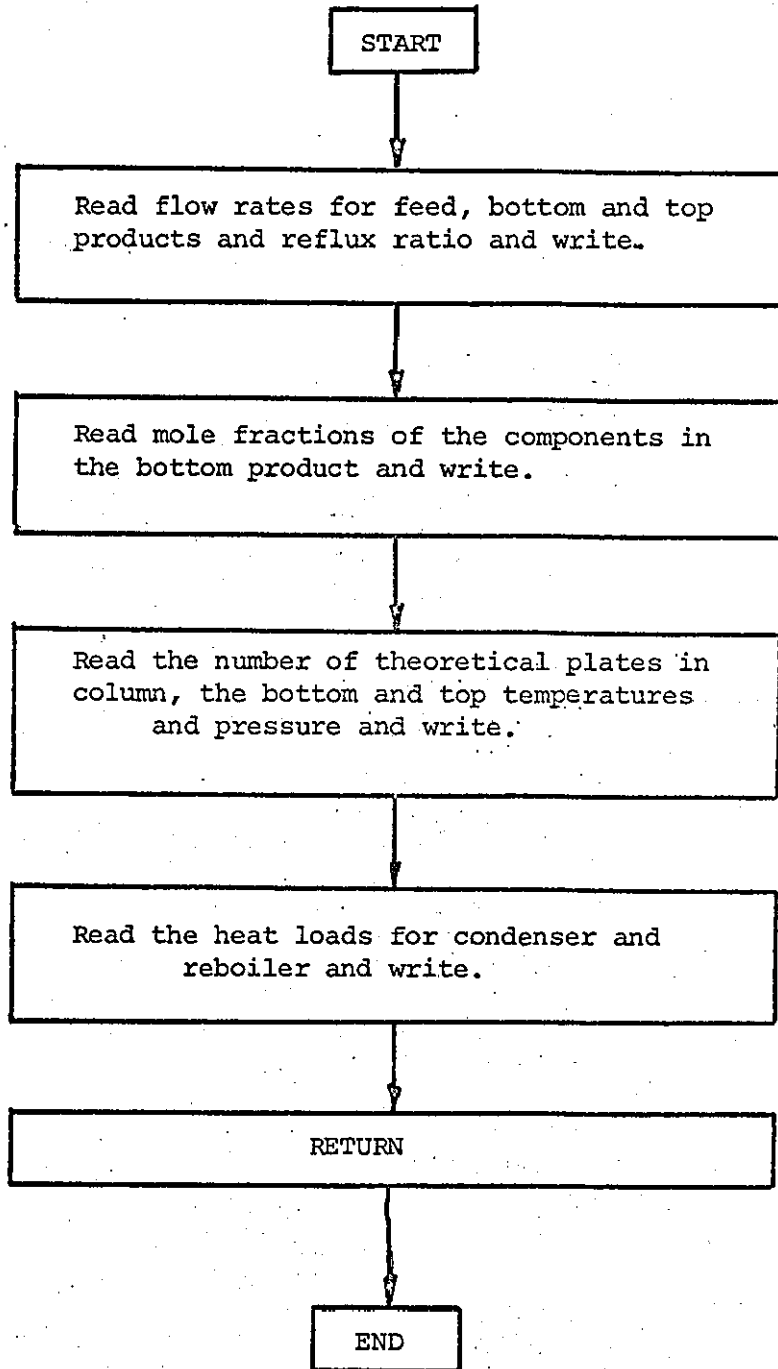 START
Read flow rates for feed, bottom and top
products and reflux ratio and write.
Read mole fractions of the components in
the bottom product and write.
Read the number of theoretical plates in
column, the bottom and top temperatures
and pressure and write.
Read the heat loads for condenser and
reboiler and write.
RETURN
END